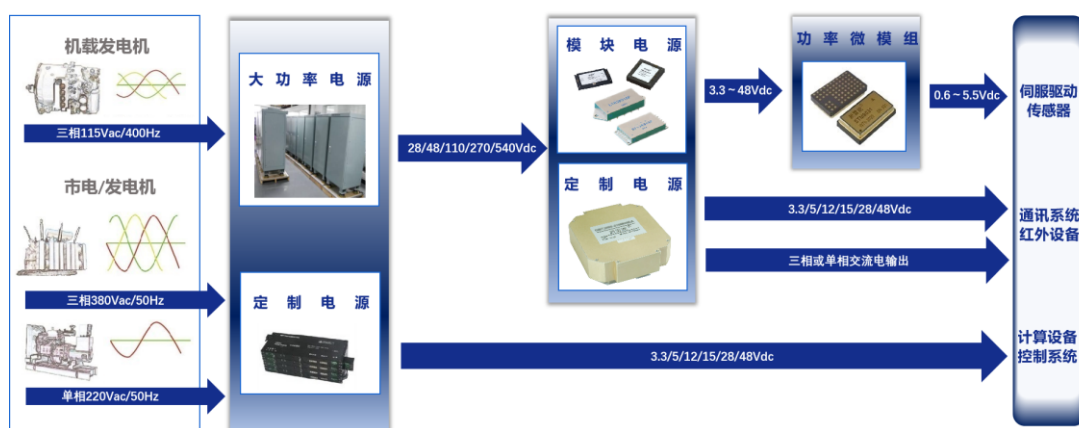 机载发电机
三相115Vac/400Hz
市电/发电机
三相380Vac/50Hz
单相220Vac/50Hz
大功率电源
定制电源
28/48/110/270/540Vdc
模块电源
定制电源
3.3~48Vdc
功率微模组
0.6~5.5Vdc
3.3/5/12/15/28/48Vdc
三相或单相交流电输出
3.3/5/12/15/28/48Vdc
伺服驱动
传感器
通讯系统
红外设备
计算设备
控制系统